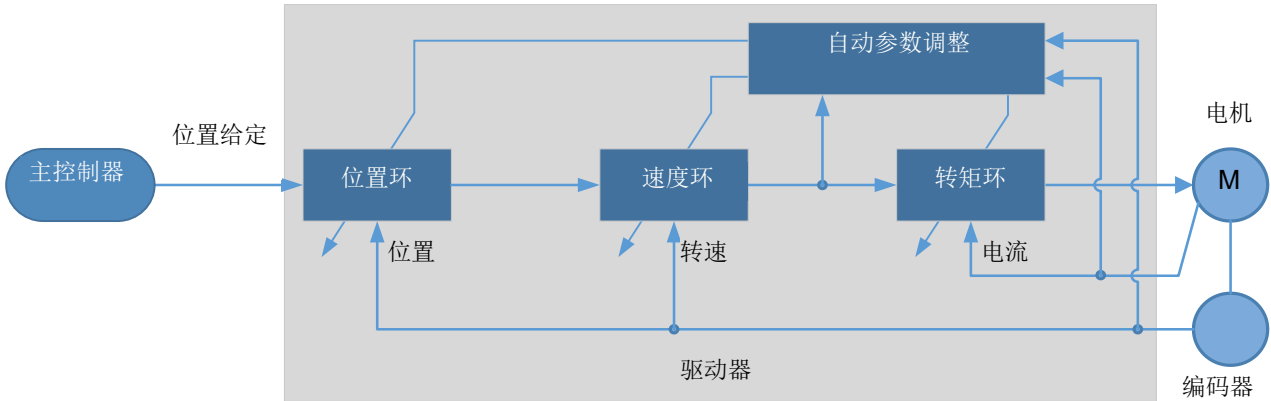 自动参数调整
电机
位置给定
主控制器
位置环
速度环
转矩环
M
位置
转速
电流
驱动器
编码器